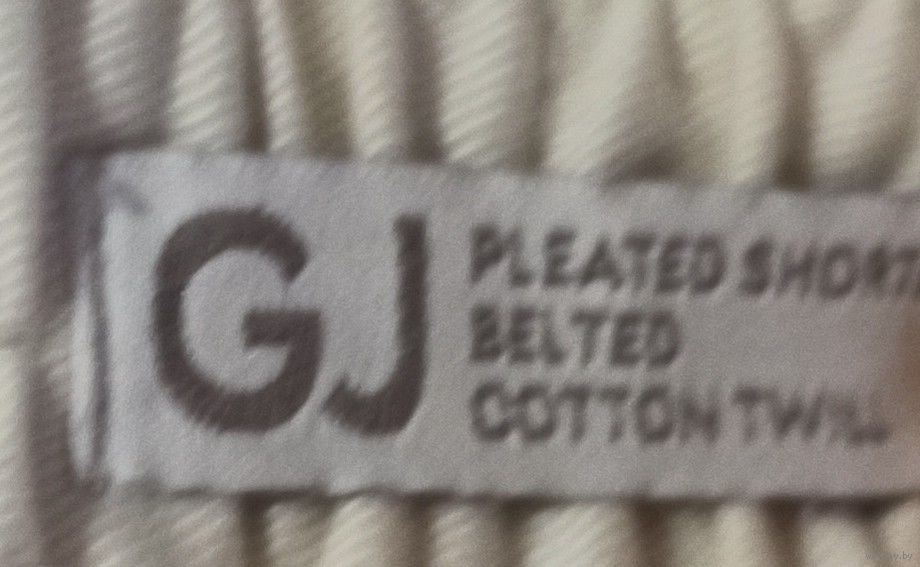 GJ
PLEATED SHORT
BELTED
COTTON TWILL